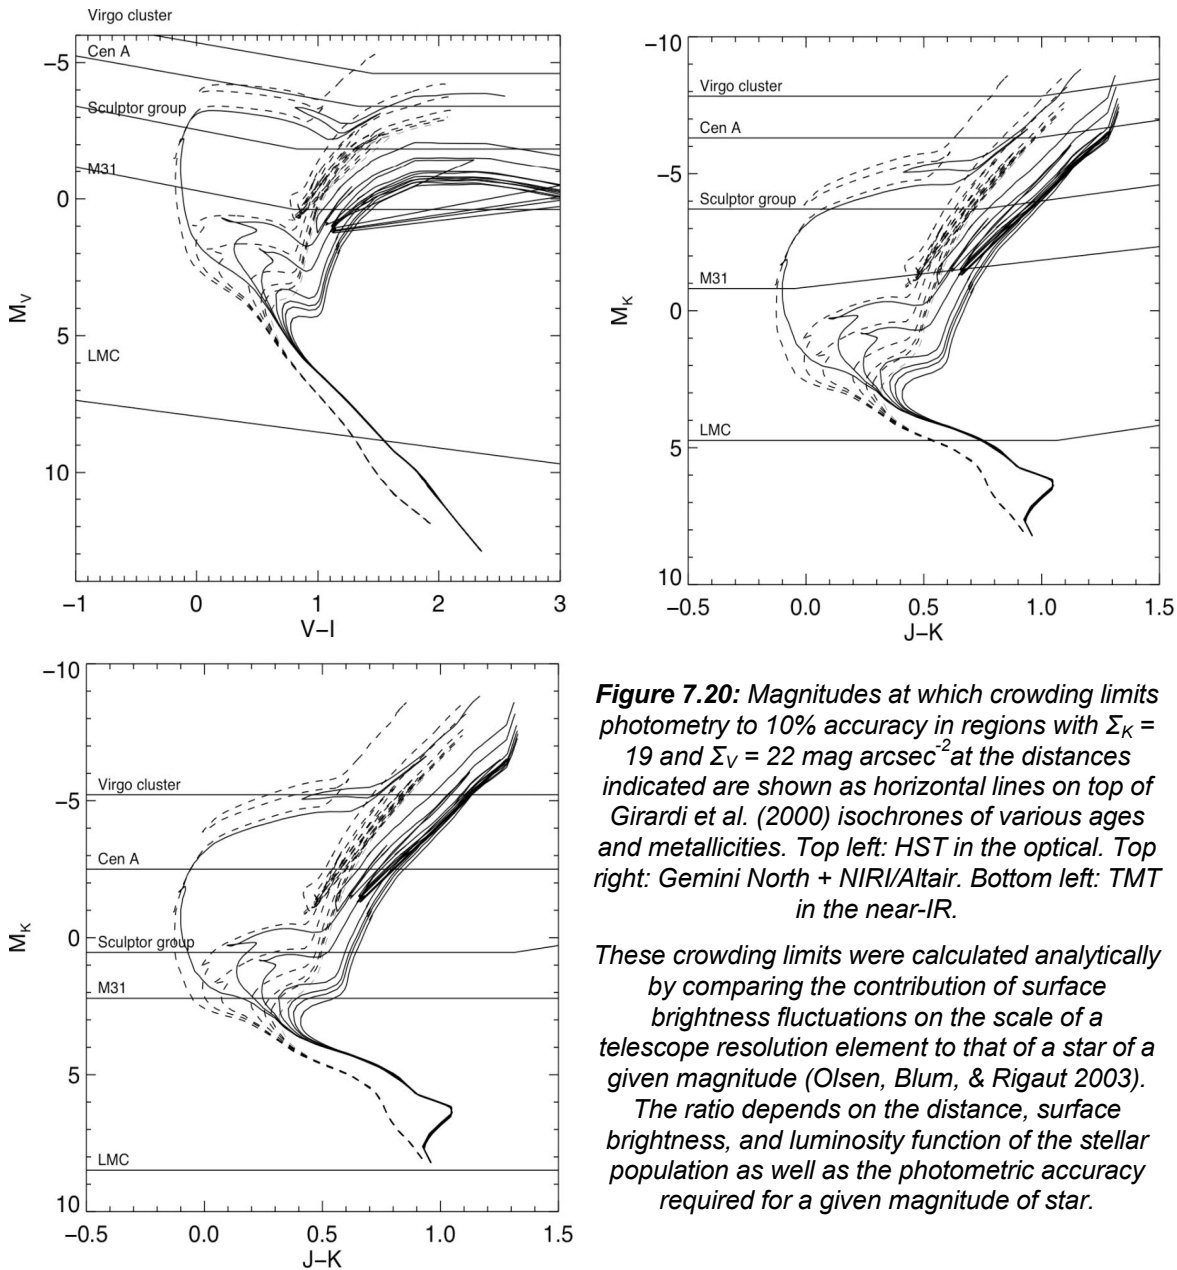 Virgo cluster
Cen A
Sculptor group
M31
LMC
−5
0
5
10
M_V
−1
0
1
2
3
V−I
−10
−5
0
5
10
M_K
Virgo cluster
Cen A
Sculptor group
M31
LMC
−0.5
0.0
0.5
1.0
1.5
J−K
−10
−5
0
5
10
M_K
Virgo cluster
Cen A
Sculptor group
M31
LMC
−0.5
0.0
0.5
1.0
1.5
J−K
Figure 7.20: Magnitudes at which crowding limits
photometry to 10% accuracy in regions with Σ_K =
19 and Σ_V = 22 mag arcsec⁻² at the distances
indicated are shown as horizontal lines on top of
Girardi et al. (2000) isochrones of various ages
and metallicities. Top left: HST in the optical. Top
right: Gemini North + NIRI/Altair. Bottom left: TMT
in the near-IR.
These crowding limits were calculated analytically
by comparing the contribution of surface
brightness fluctuations on the scale of a
telescope resolution element to that of a star of a
given magnitude (Olsen, Blum, & Rigaut 2003).
The ratio depends on the distance, surface
brightness, and luminosity function of the stellar
population as well as the photometric accuracy
required for a given magnitude of star.